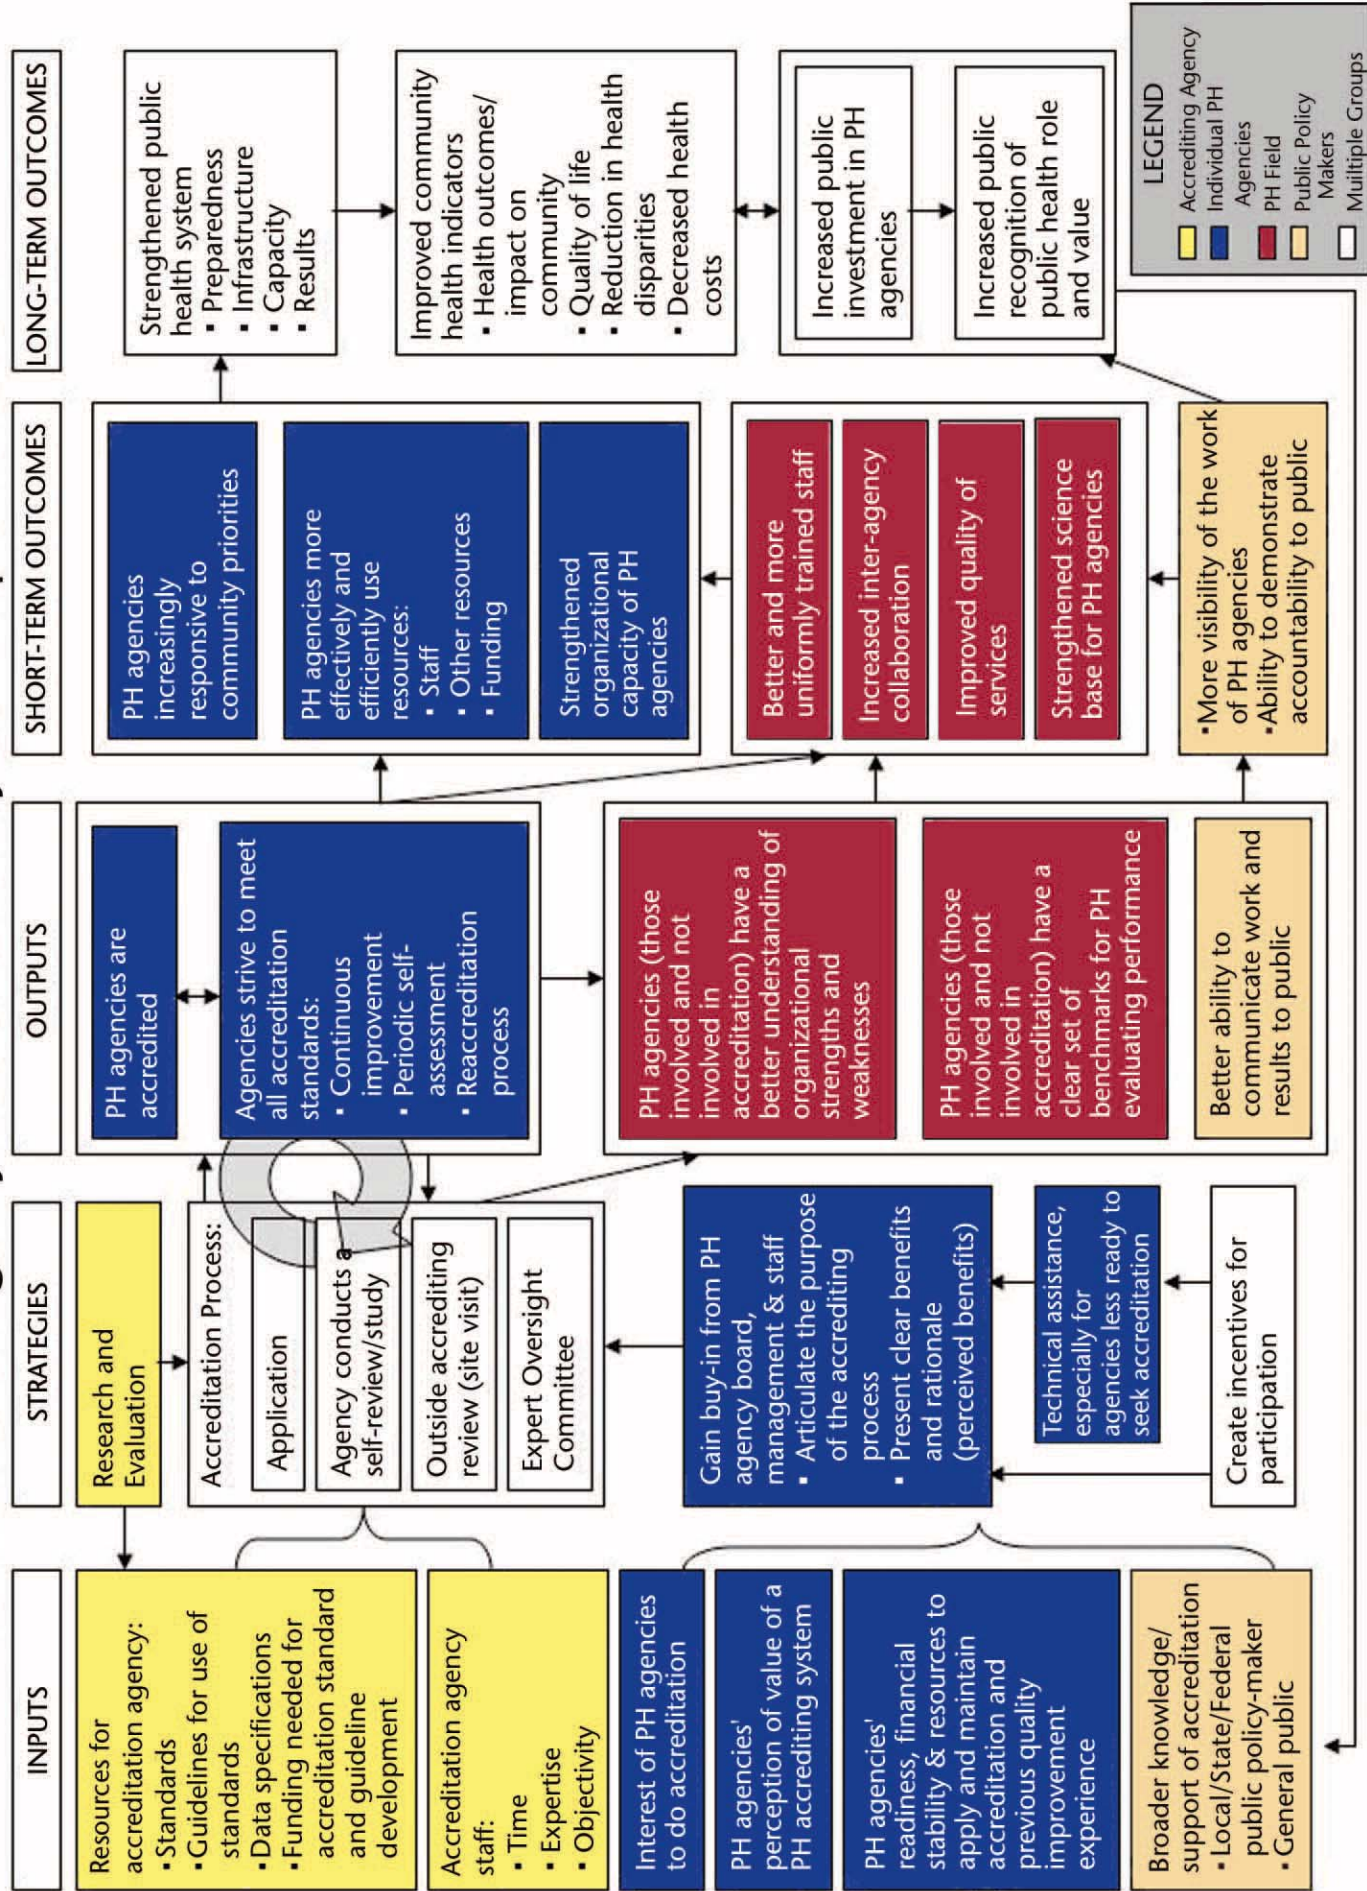 INPUTS
Resources for
accreditation agency:
▪ Standards
▪ Guidelines for use of
standards
▪ Data specifications
▪ Funding needed for
accreditation standard
and guideline
development
Accreditation agency
staff:
▪ Time
▪ Expertise
▪ Objectivity
Interest of PH agencies
to do accreditation
PH agencies'
perception of value of a
PH accrediting system
PH agencies'
readiness, financial
stability & resources to
apply and maintain
accreditation and
previous quality
improvement
experience
Broader knowledge/
support of accreditation
▪ Local/State/Federal
public policy-maker
▪ General public
STRATEGIES
Research and
Evaluation
Accreditation Process:
Application
Agency conducts a
self-review/study
Outside accrediting
review (site visit)
Expert Oversight
Committee
Gain buy-in from PH
agency board,
management & staff
▪ Articulate the purpose
of the accrediting
process
▪ Present clear benefits
and rationale
(perceived benefits)
Technical assistance,
especially for
agencies less ready to
seek accreditation
Create incentives for
participation
OUTPUTS
PH agencies are
accredited
Agencies strive to meet
all accreditation
standards:
▪ Continuous
improvement
▪ Periodic self-
assessment
▪ Reaccreditation
process
PH agencies (those
involved and not
involved in
accreditation) have a
better understanding of
organizational
strengths and
weaknesses
PH agencies (those
involved and not
involved in
accreditation) have a
clear set of
benchmarks for PH
evaluating performance
Better ability to
communicate work and
results to public
SHORT-TERM OUTCOMES
PH agencies
increasingly
responsive to
community priorities
PH agencies more
effectively and
efficiently use
resources:
▪ Staff
▪ Other resources
▪ Funding
Strengthened
organizational
capacity of PH
agencies
Better and more
uniformly trained staff
Increased inter-agency
collaboration
Improved quality of
services
Strengthened science
base for PH agencies
▪More visibility of the work
of PH agencies
▪Ability to demonstrate
accountability to public
LONG-TERM OUTCOMES
Strengthened public
health system
▪ Preparedness
▪ Infrastructure
▪ Capacity
▪ Results
Improved community
health indicators
▪ Health outcomes/
impact on
community
▪ Quality of life
▪ Reduction in health
disparities
▪ Decreased health
costs
Increased public
investment in PH
agencies
Increased public
recognition of
public health role
and value
LEGEND
Accrediting Agency
Individual PH
Agencies
PH Field
Public Policy
Makers
Muiltiple Groups